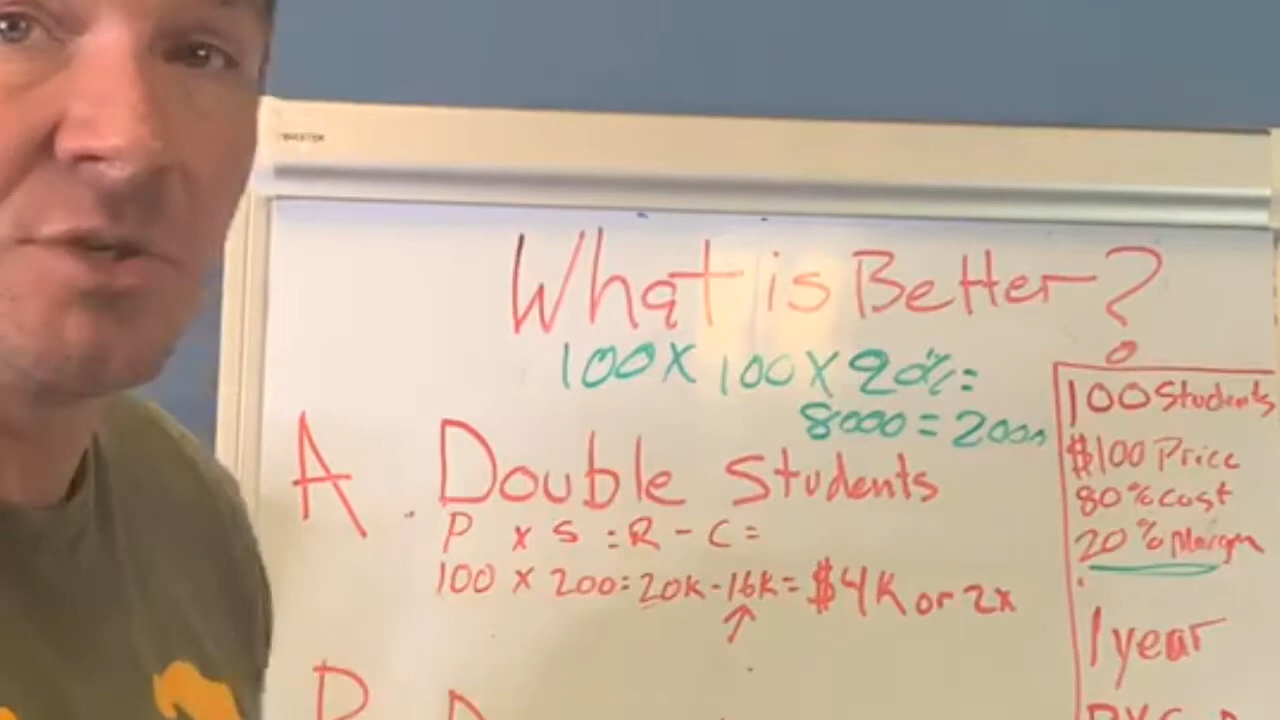 What is Better?
100 X 100 X 20%=
8000 = 200
100 Students
$100 Price
80% cost
20% Margin
1 year
A. Double Students
P x S = R - C =
100 x 200 = 20K - 16K = $4K or 2x